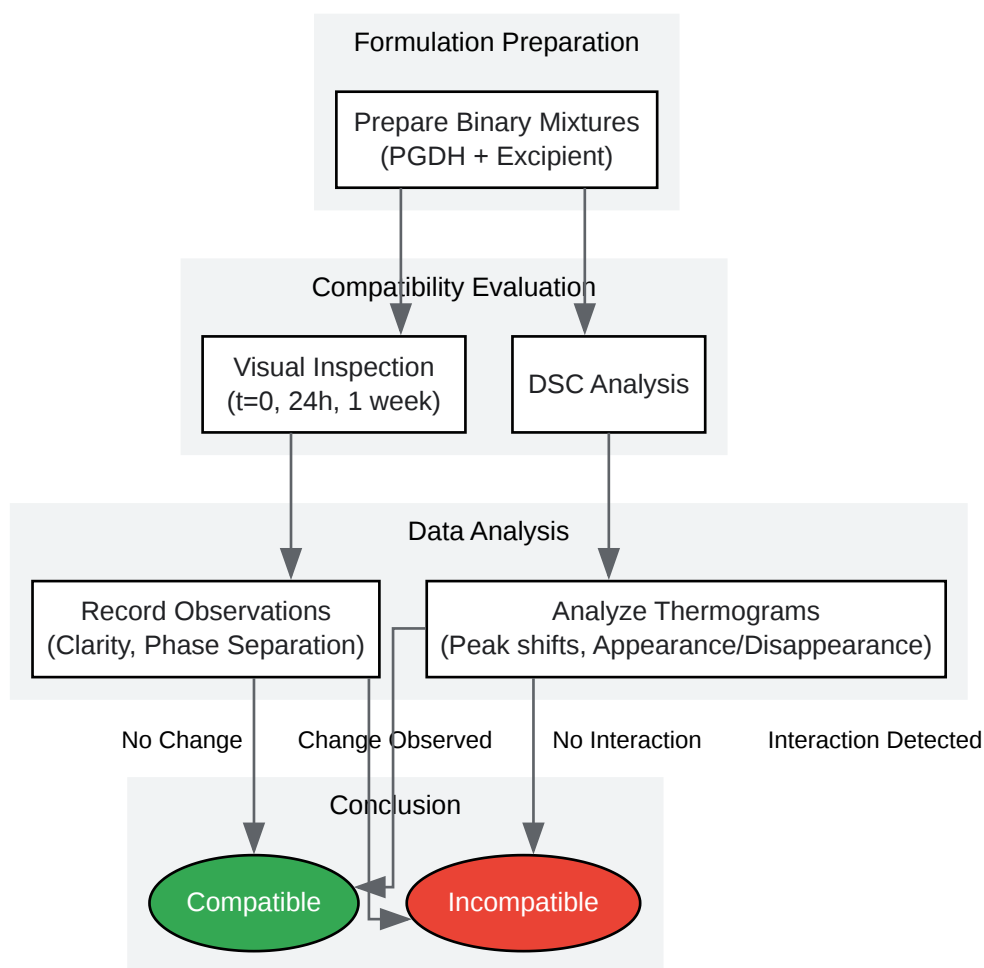 Formulation Preparation
Prepare Binary Mixtures
(PGDH + Excipient)
Compatibility Evaluation
Visual Inspection
(t=0, 24h, 1 week)
DSC Analysis
Data Analysis
Record Observations
(Clarity, Phase Separation)
Analyze Thermograms
(Peak shifts, Appearance/Disappearance)
No Change
Change Observed
No Interaction
Interaction Detected
Conclusion
Compatible
Incompatible